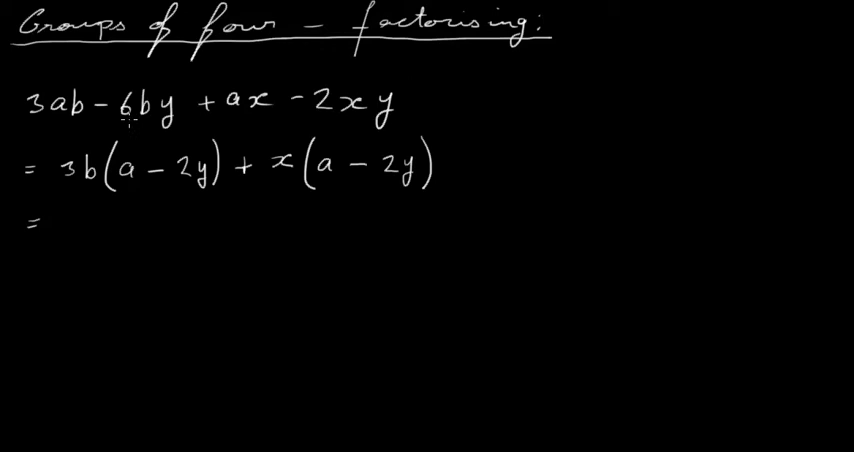 Groups of four - factorising:
3ab - 6by + ax - 2xy
= 3b(a - 2y) + x(a - 2y)
=